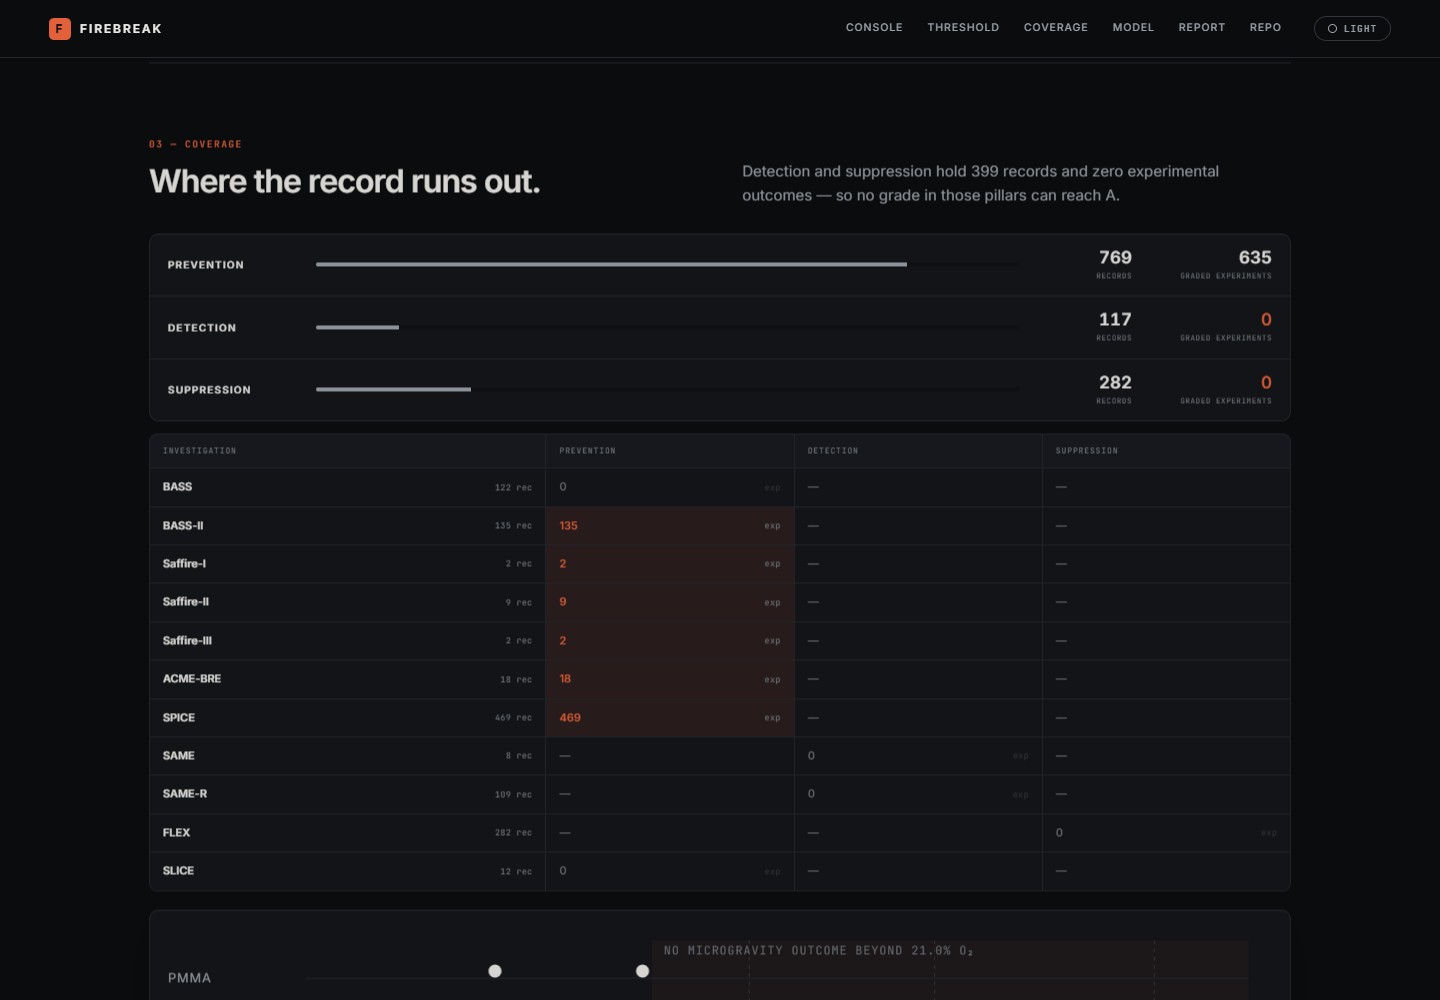 F FIREBREAK
CONSOLE THRESHOLD COVERAGE MODEL REPORT REPO LIGHT
03 — COVERAGE
Where the record runs out.
Detection and suppression hold 399 records and zero experimental
outcomes — so no grade in those pillars can reach A.
PREVENTION 769 RECORDS 635 GRADED EXPERIMENTS
DETECTION 117 RECORDS 0 GRADED EXPERIMENTS
SUPPRESSION 282 RECORDS 0 GRADED EXPERIMENTS
INVESTIGATION PREVENTION DETECTION SUPPRESSION
BASS 122 rec 0 exp — —
BASS-II 135 rec 135 exp — —
Saffire-I 2 rec 2 exp — —
Saffire-II 9 rec 9 exp — —
Saffire-III 2 rec 2 exp — —
ACME-BRE 18 rec 18 exp — —
SPICE 469 rec 469 exp — —
SAME 8 rec — 0 exp —
SAME-R 109 rec — 0 exp —
FLEX 282 rec — — 0 exp
SLICE 12 rec 0 exp — —
NO MICROGRAVITY OUTCOME BEYOND 21.0% O₂
PMMA